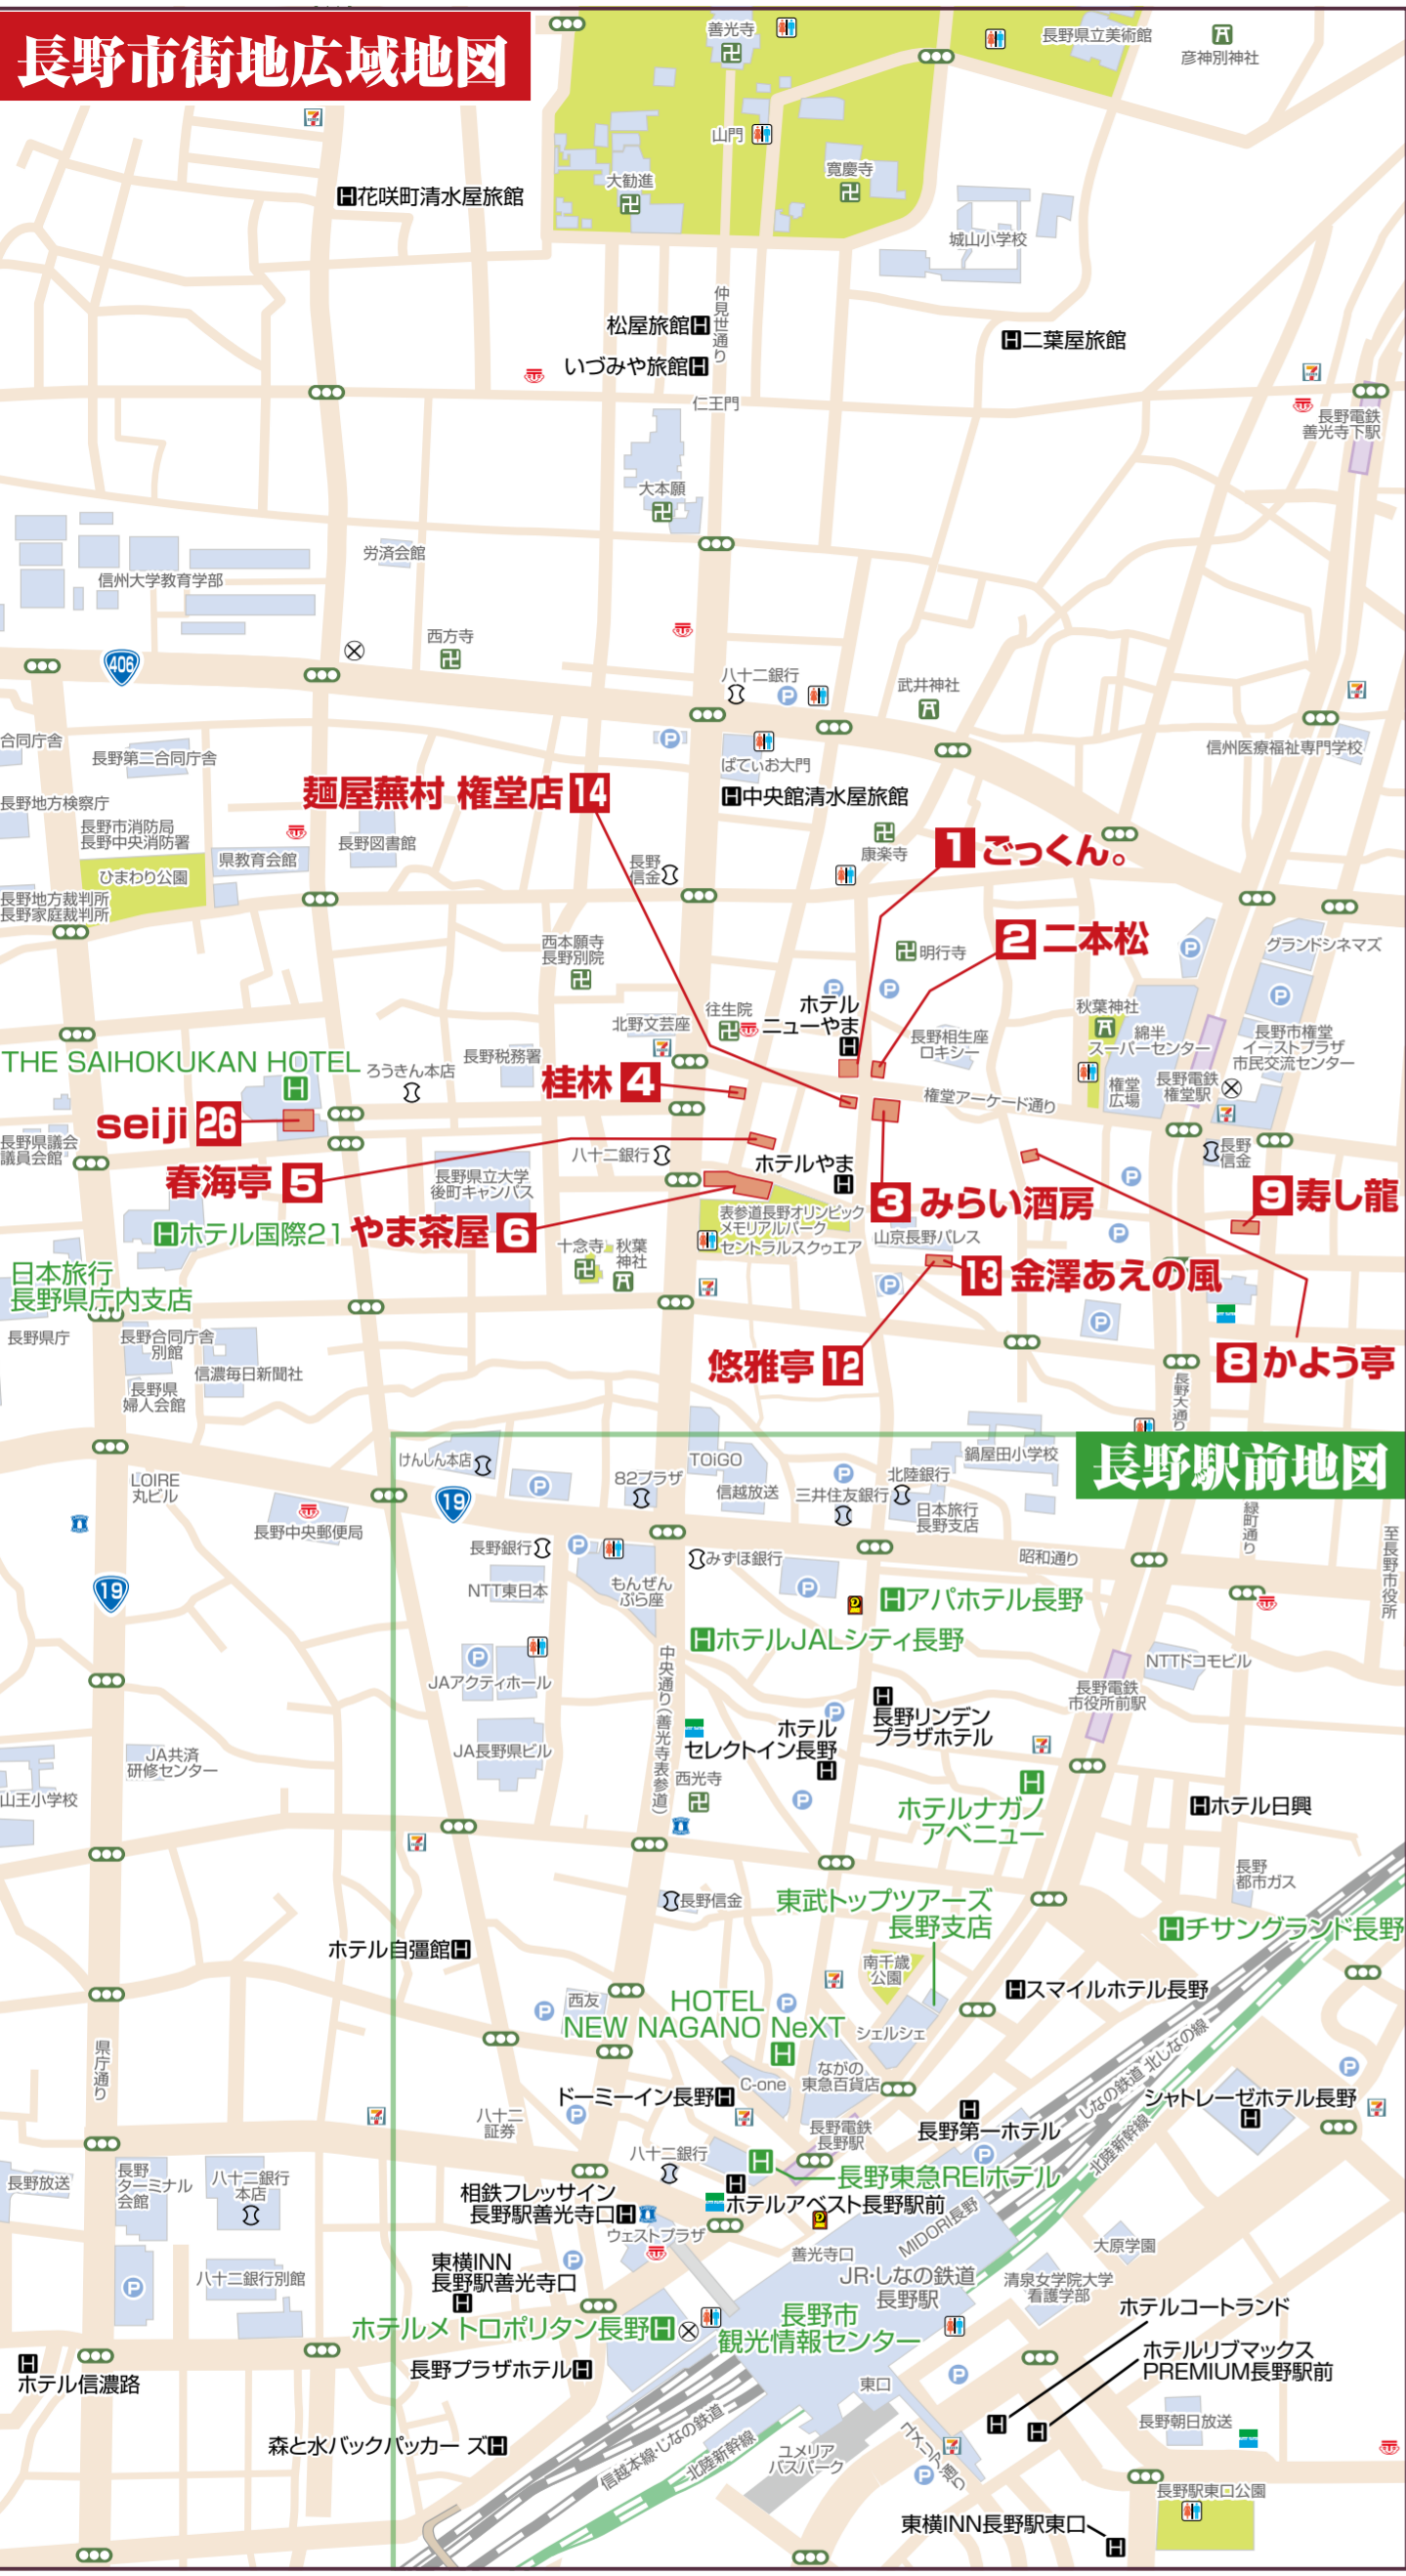 長野市街地広域地図
善光寺
長野県立美術館
彦神別神社
山門
大勧進
寛慶寺
花咲町清水屋旅館
城山小学校
仲見世通り
松屋旅館
いづみや旅館
二葉屋旅館
仁王門
長野電鉄
善光寺下駅
大本願
労済会館
信州大学教育学部
西方寺
406
八十二銀行
武井神社
合同庁舎
長野第二合同庁舎
ぱてぃお大門
信州医療福祉専門学校
麺屋蕪村 権堂店 14
中央館清水屋旅館
長野地方検察庁
長野市消防局
長野中央消防署
県教育会館
長野図書館
ひまわり公園
長野
信金
康楽寺
1 ごっくん。
長野地方裁判所
長野家庭裁判所
西本願寺
長野別院
明行寺
2 二本松
グランドシネマズ
北野文芸座
往生院
ホテル
ニューやま
長野相生座
ロキシー
秋葉神社
綿半
スーパーセンター
長野市権堂
イーストプラザ
市民交流センター
THE SAIHOKUKAN HOTEL
ろうきん本店
長野税務署
桂林 4
権堂アーケード通り
権堂
広場
長野電鉄
権堂駅
seiji 26
長野県議会
議員会館
八十二銀行
長野
信金
春海亭 5
長野県立大学
後町キャンパス
ホテルやま
3 みらい酒房
9 寿し龍
ホテル国際21
やま茶屋 6
表参道長野オリンピック
メモリアルパーク
セントラルスクゥエア
山京長野パレス
十念寺
秋葉
神社
13 金澤あえの風
日本旅行
長野県庁内支店
長野県庁
長野合同庁舎
別館
信濃毎日新聞社
長野県
婦人会館
悠雅亭 12
8 かよう亭
長野大通り
長野駅前地図
けんしん本店
TOiGO
鍋屋田小学校
LOIRE
丸ビル
82プラザ
信越放送
三井住友銀行
北陸銀行
日本旅行
長野支店
緑町通り
至長野市役所
19
長野中央郵便局
長野銀行
みずほ銀行
昭和通り
19
NTT東日本
もんぜん
ぷら座
アパホテル長野
ホテルJALシティ長野
JAアクティホール
中央通り(善光寺表参道)
NTTドコモビル
長野電鉄
市役所前駅
長野リンデン
プラザホテル
ホテル
セレクトイン長野
JA長野県ビル
JA共済
研修センター
西光寺
山王小学校
ホテルナガノ
アベニュー
ホテル日興
長野
都市ガス
長野信金
東武トップツアーズ
長野支店
チサングランド長野
ホテル自彊館
南千歳
公園
スマイルホテル長野
西友
HOTEL
NEW NAGANO NeXT
シェルシェ
県庁通り
C-one
ながの
東急百貨店
しなの鉄道 北しなの線
ドーミーイン長野
シャトレーゼホテル長野
八十二
証券
長野電鉄
長野駅
長野第一ホテル
北陸新幹線
長野放送
長野
ターミナル
会館
八十二銀行
本店
八十二銀行
長野東急REIホテル
相鉄フレッサイン
長野駅善光寺口
ホテルアベスト長野駅前
ウェストプラザ
MIDORI長野
善光寺口
大原学園
東横INN
長野駅善光寺口
八十二銀行別館
JR・しなの鉄道
長野駅
清泉女学院大学
看護学部
ホテルメトロポリタン長野
長野市
観光情報センター
ホテルコートランド
ホテルリブマックス
PREMIUM長野駅前
ホテル信濃路
長野プラザホテル
東口
長野朝日放送
森と水バックパッカーズ
信越本線・しなの鉄道
北陸新幹線
ユメリア
バスパーク
ユメリア通り
長野駅東口公園
東横INN長野駅東口